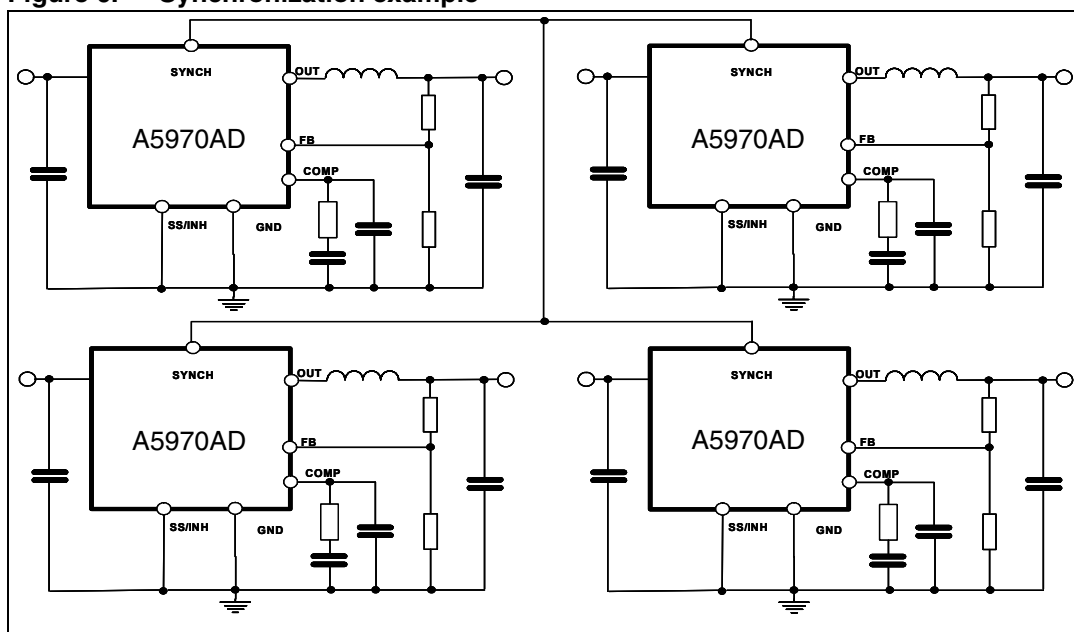 Figure 6. Synchronization example
SYNCH
OUT
A5970AD
FB
COMP
SS/INH
GND
SYNCH
OUT
A5970AD
FB
COMP
SS/INH
GND
SYNCH
OUT
A5970AD
FB
COMP
SS/INH
GND
SYNCH
OUT
A5970AD
FB
COMP
SS/INH
GND